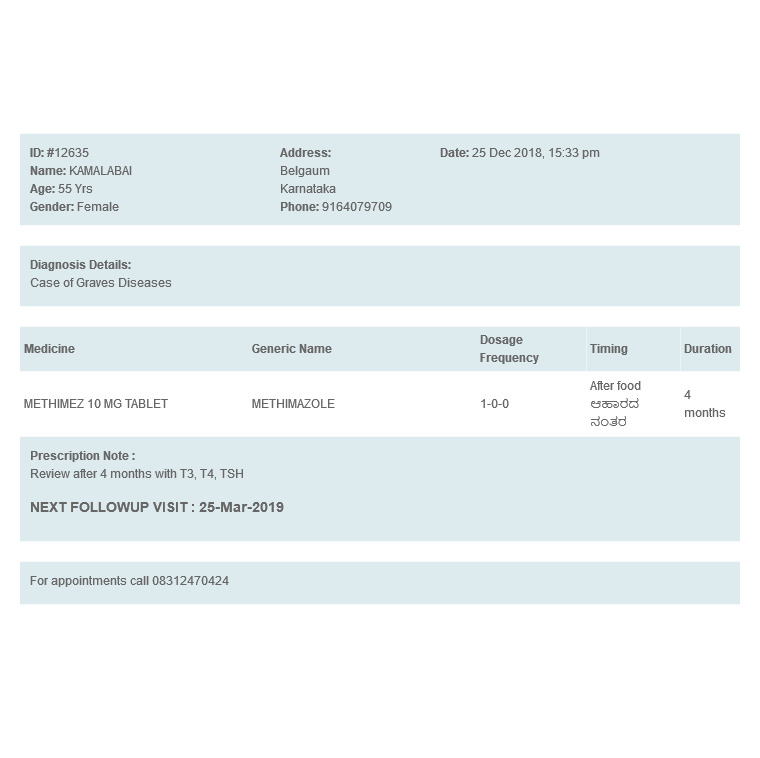 ID: #12635
Name: KAMALABAI
Age: 55 Yrs
Gender: Female
Address:
Belgaum
Karnataka
Phone: 9164079709
Date: 25 Dec 2018, 15:33 pm
Diagnosis Details:
Case of Graves Diseases
Medicine
Generic Name
Dosage
Frequency
Timing
Duration
METHIMEZ 10 MG TABLET
METHIMAZOLE
1-0-0
After food
ಆಹಾರದ
ನಂತರ
4
months
Prescription Note :
Review after 4 months with T3, T4, TSH
NEXT FOLLOWUP VISIT : 25-Mar-2019
For appointments call 08312470424